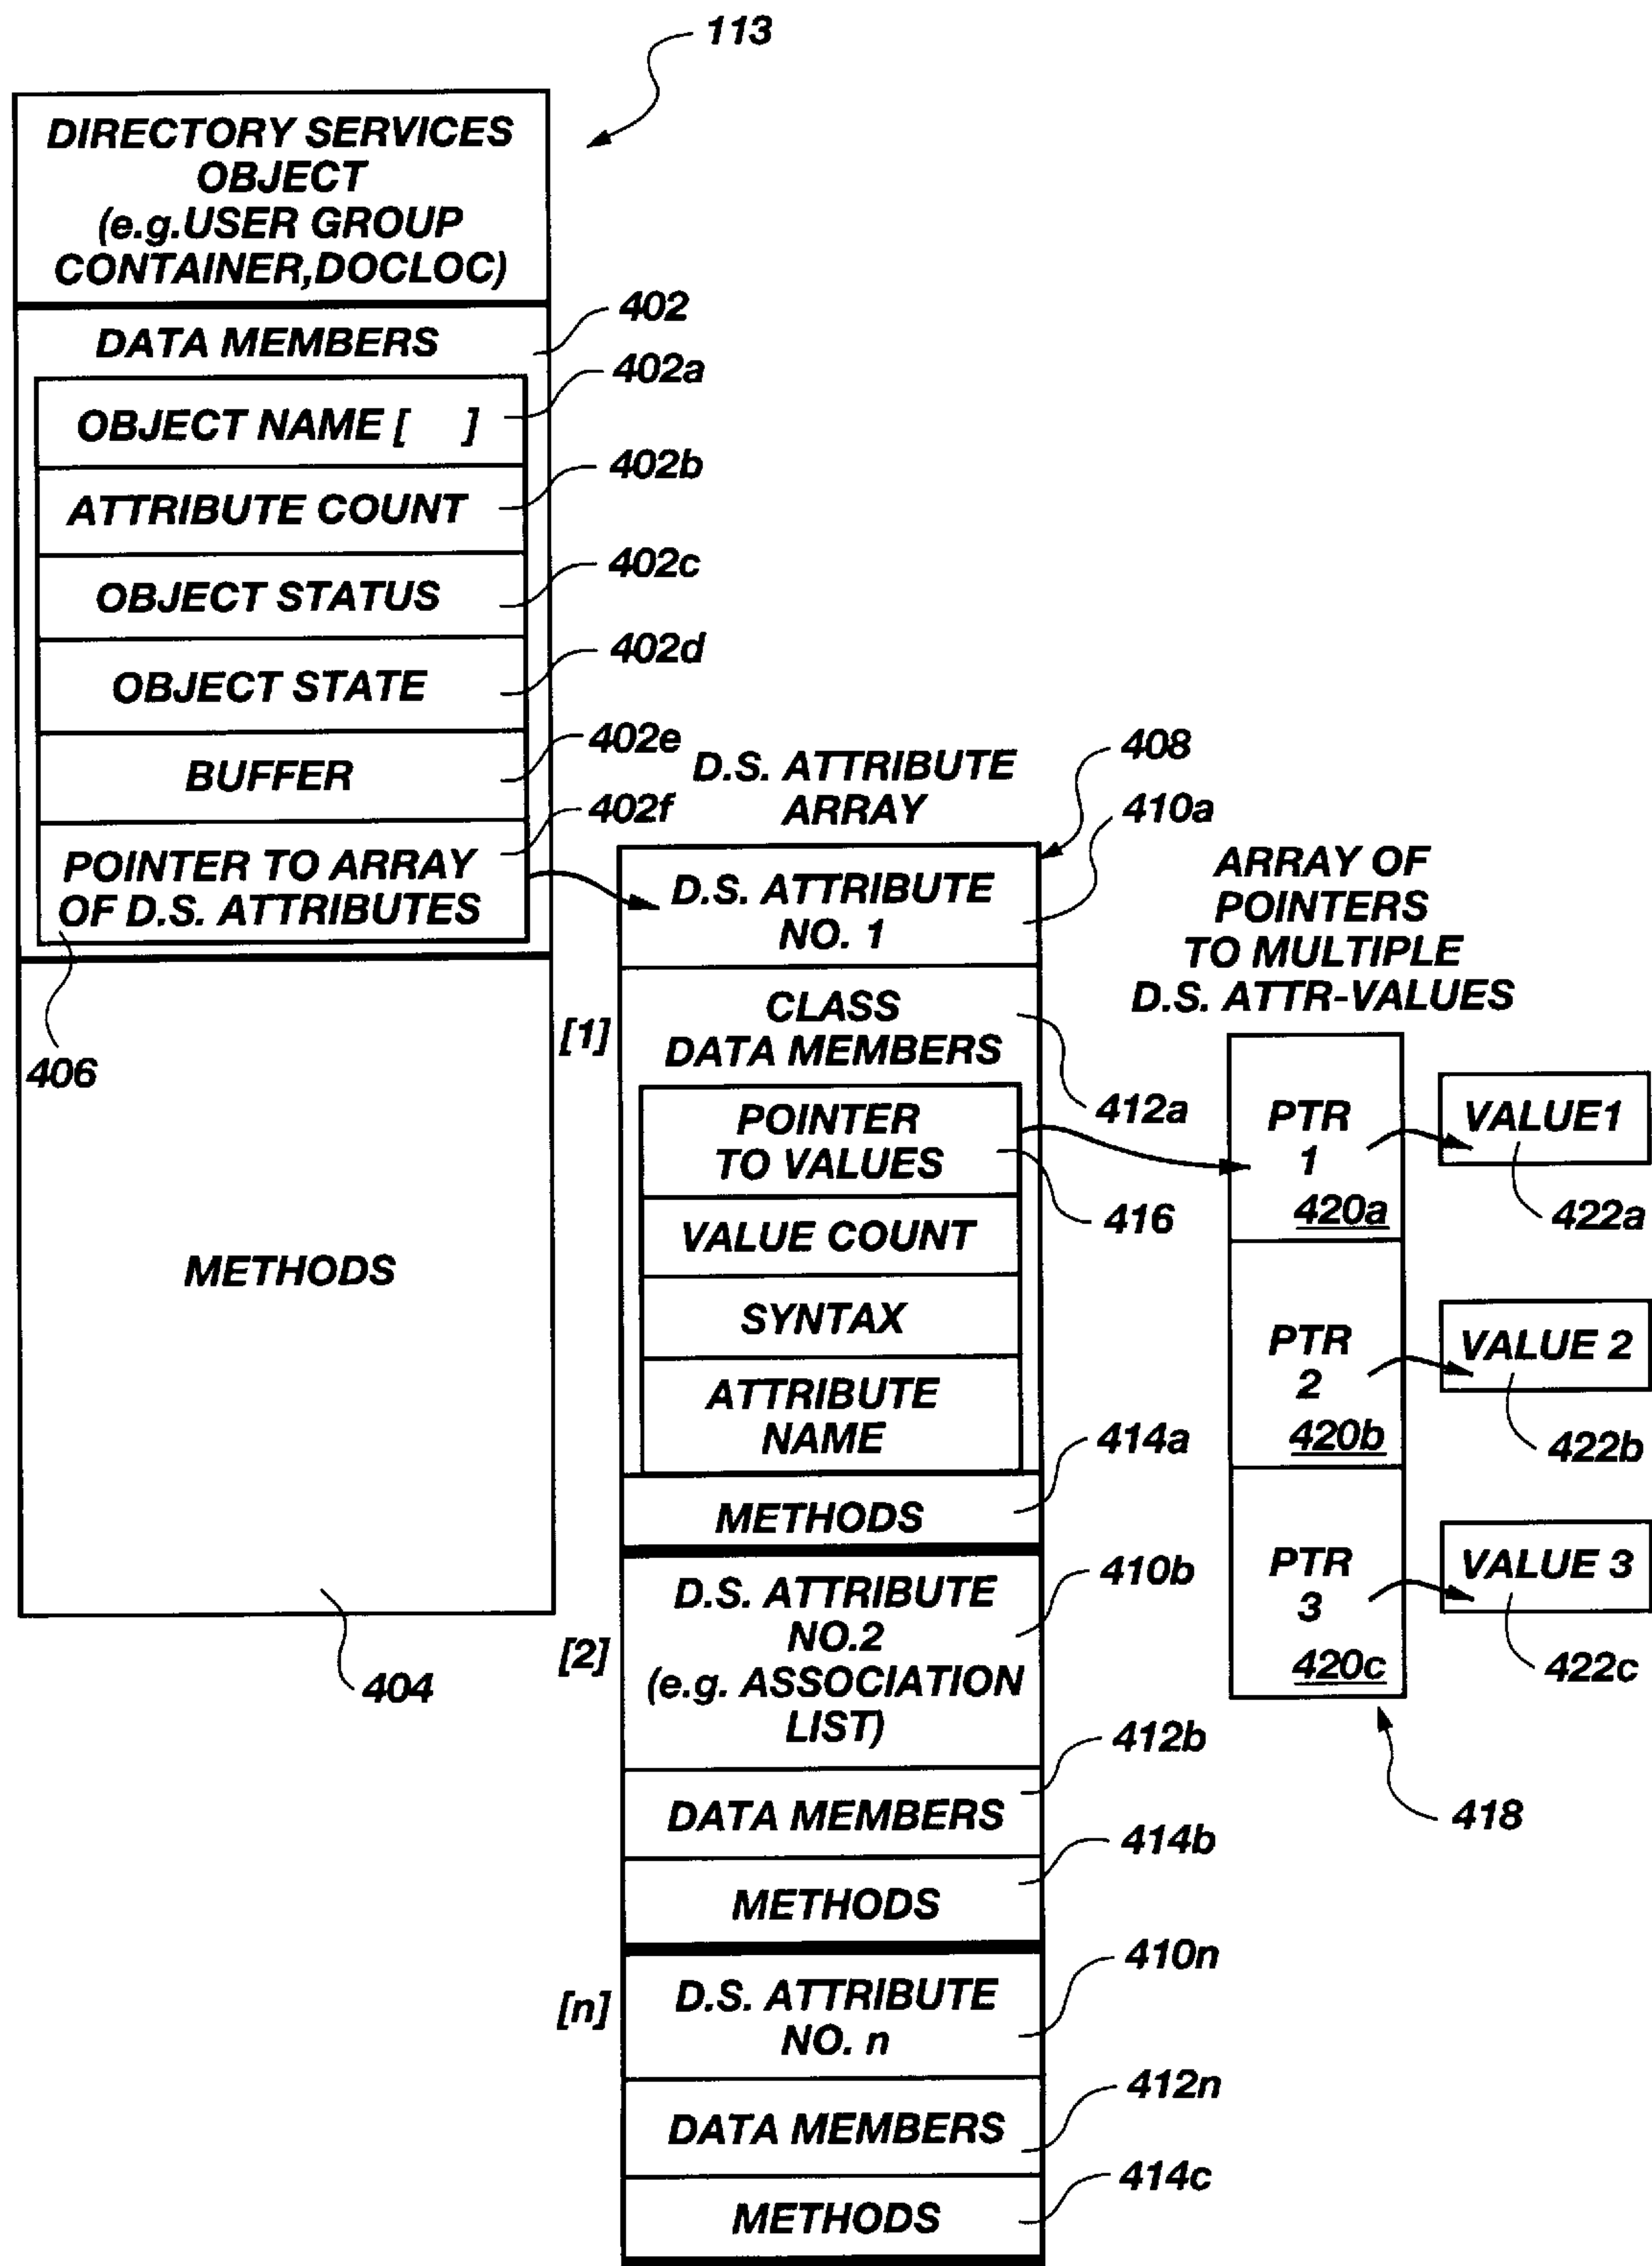 113
DIRECTORY SERVICES
OBJECT
(e.g.USER GROUP
CONTAINER,DOCLOC)
402
DATA MEMBERS
402a
OBJECT NAME [ ]
402b
ATTRIBUTE COUNT
402c
OBJECT STATUS
402d
OBJECT STATE
402e
BUFFER
402f
POINTER TO ARRAY
OF D.S. ATTRIBUTES
406
METHODS
404
D.S. ATTRIBUTE
ARRAY
408
410a
D.S. ATTRIBUTE
NO. 1
[1]
CLASS
DATA MEMBERS
412a
POINTER
TO VALUES
416
VALUE COUNT
SYNTAX
ATTRIBUTE
NAME
414a
METHODS
410b
[2]
D.S. ATTRIBUTE
NO.2
(e.g. ASSOCIATION
LIST)
412b
DATA MEMBERS
414b
METHODS
410n
[n]
D.S. ATTRIBUTE
NO. n
412n
DATA MEMBERS
414c
METHODS
ARRAY OF
POINTERS
TO MULTIPLE
D.S. ATTR-VALUES
PTR
1
420a
VALUE1
422a
PTR
2
420b
VALUE 2
422b
PTR
3
420c
VALUE 3
422c
418